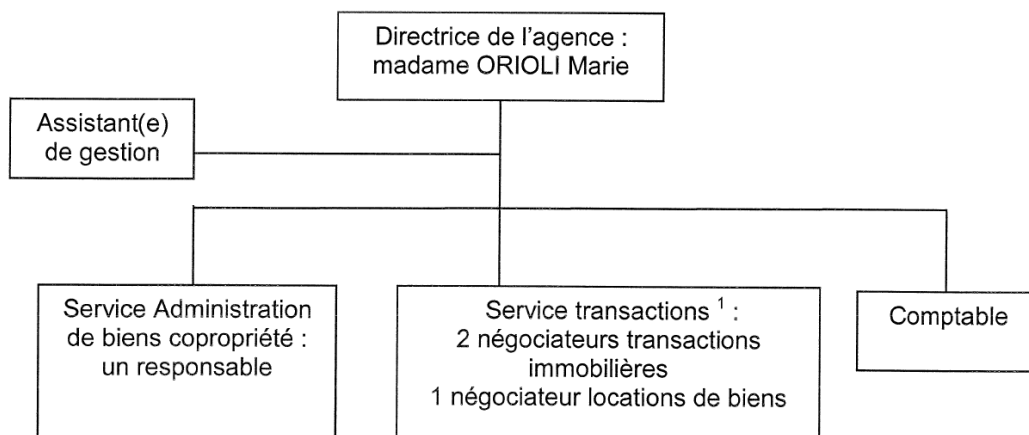 Directrice de l'agence :
madame ORIOLI Marie
Assistant(e)
de gestion
Service Administration
de biens copropriété :
un responsable
Service transactions ¹ :
2 négociateurs transactions
immobilières
1 négociateur locations de biens
Comptable